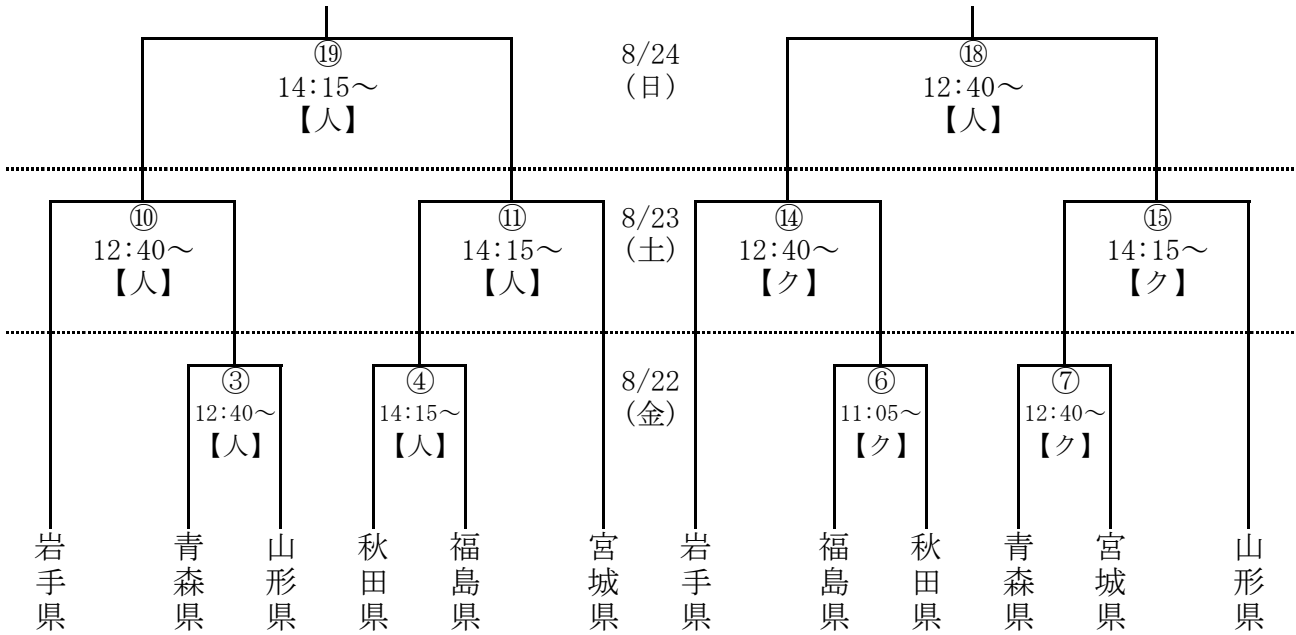 ⑲
14:15～
【人】
8/24
(日)
⑱
12:40～
【人】
⑩
12:40～
【人】
⑪
14:15～
【人】
8/23
(土)
⑭
12:40～
【ク】
⑮
14:15～
【ク】
③
12:40～
【人】
④
14:15～
【人】
8/22
(金)
⑥
11:05～
【ク】
⑦
12:40～
【ク】
岩手県
青森県
山形県
秋田県
福島県
宮城県
岩手県
福島県
秋田県
青森県
宮城県
山形県